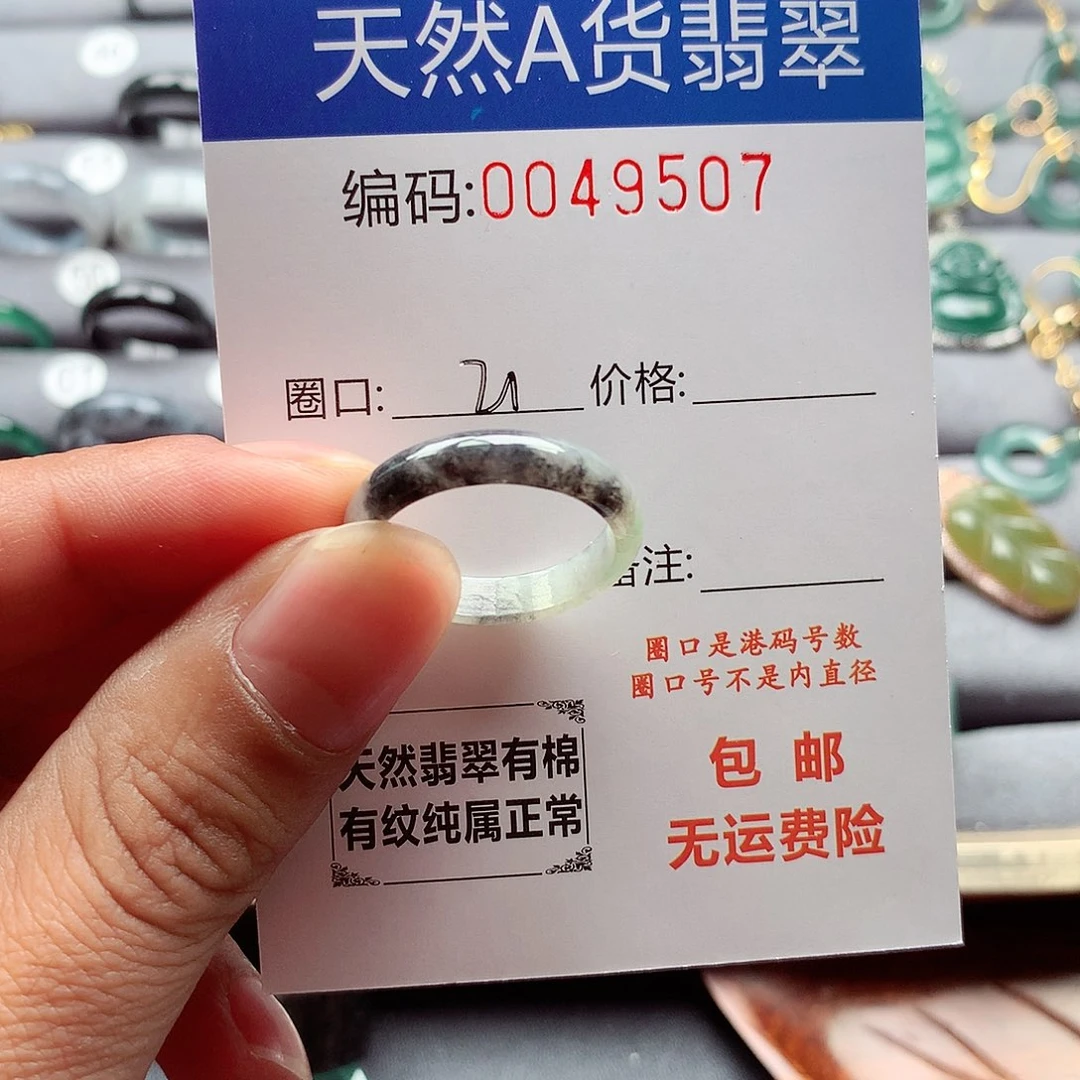 天然A货翡翠
编码:0049507
圈口: 价格:
备注:
圈口是港码号数
圈口号不是内直径
天然翡翠有棉
有纹纯属正常
包邮
无运费险